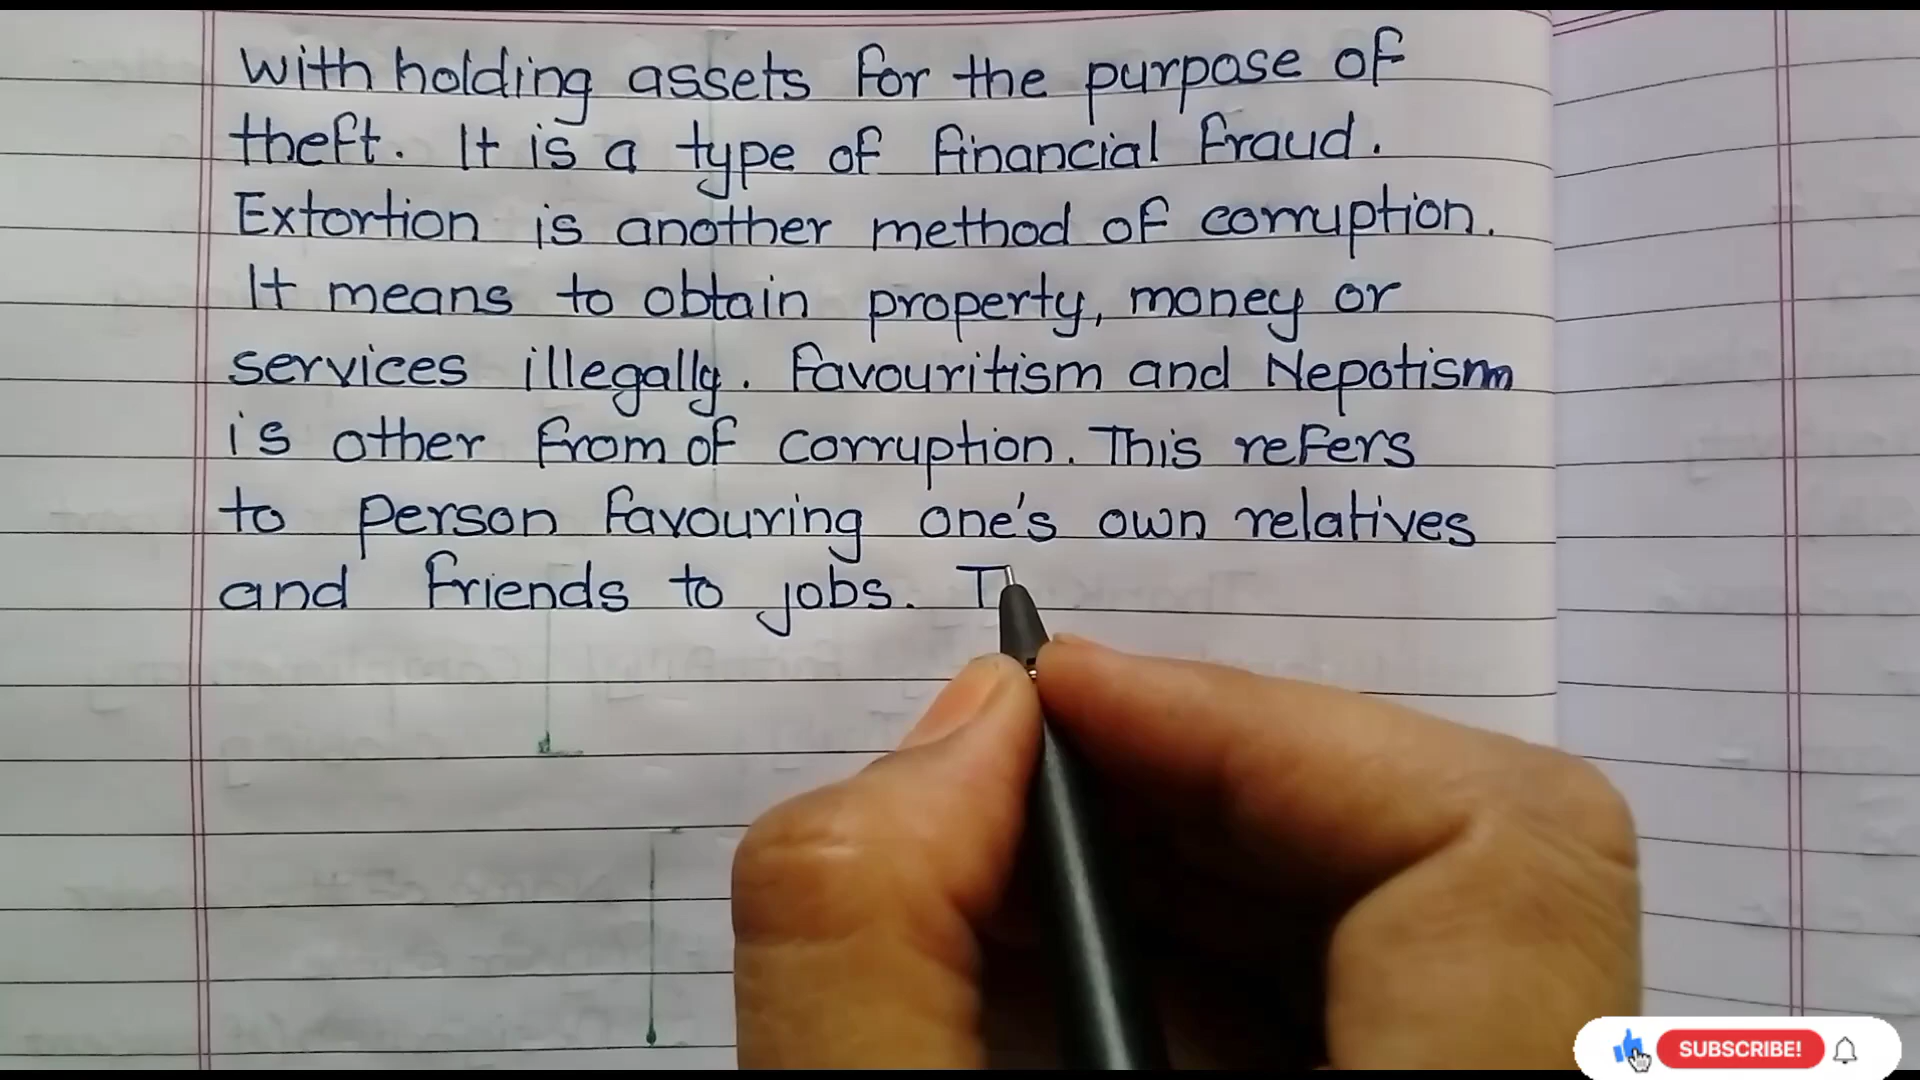 with holding assets for the purpose of
theft. It is a type of financial fraud.
Extortion is another method of corruption.
It means to obtain property, money or
services illegally. Favouritism and Nepotism
is other from of corruption. This refers
to person favouring one's own relatives
and friends to jobs. T
SUBSCRIBE!